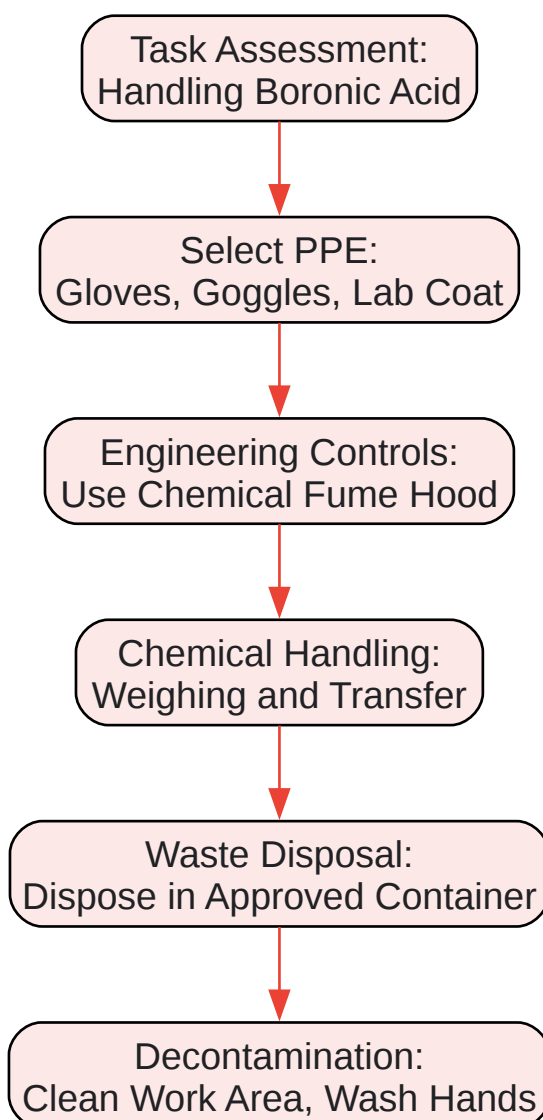 Task Assessment:
Handling Boronic Acid
Select PPE:
Gloves, Goggles, Lab Coat
Engineering Controls:
Use Chemical Fume Hood
Chemical Handling:
Weighing and Transfer
Waste Disposal:
Dispose in Approved Container
Decontamination:
Clean Work Area, Wash Hands